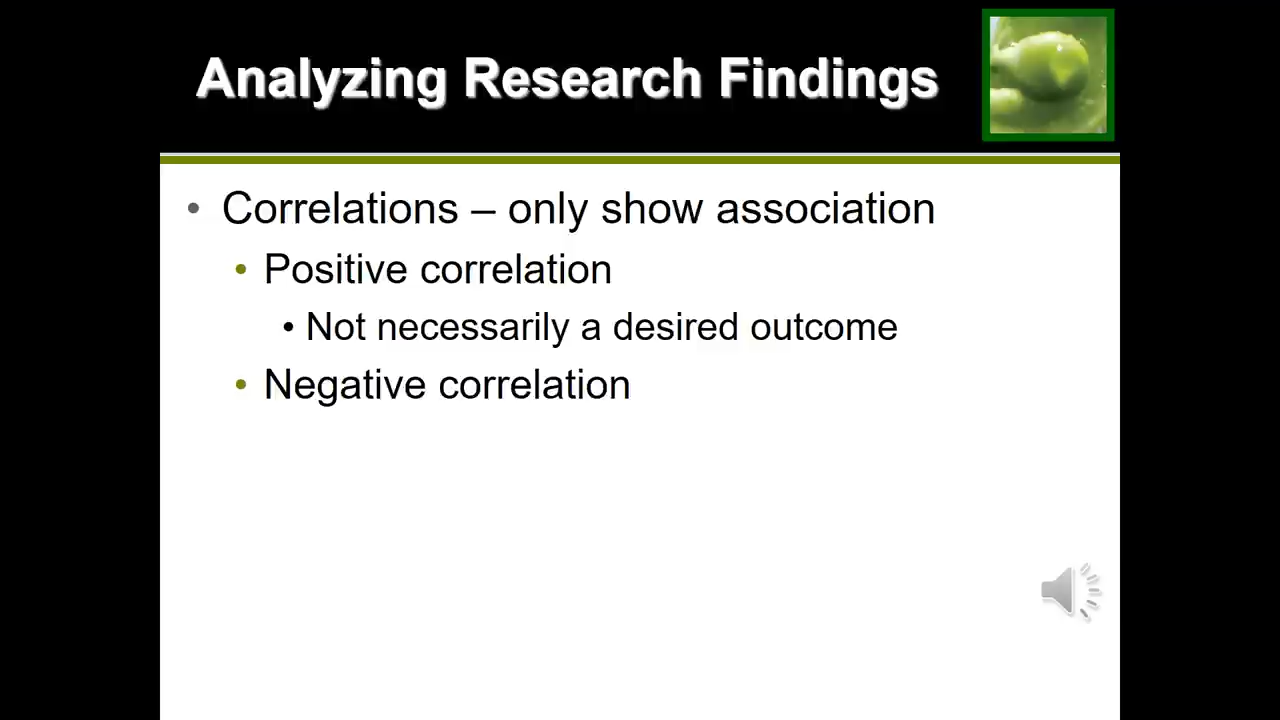 Analyzing Research Findings
• Correlations – only show association
• Positive correlation
• Not necessarily a desired outcome
• Negative correlation